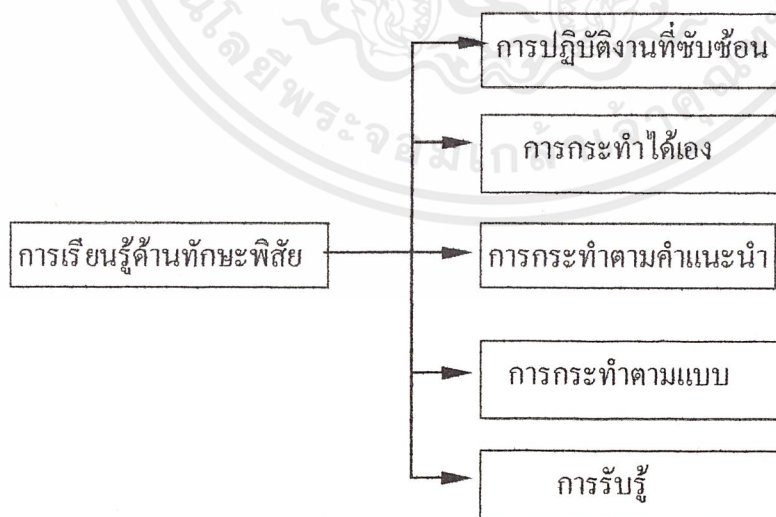 การปฏิบัติงานที่ซับซ้อน
การกระทำได้เอง
การเรียนรู้ด้านทักษะพิสัย
การกระทำตามคำแนะนำ
การกระทำตามแบบ
การรับรู้